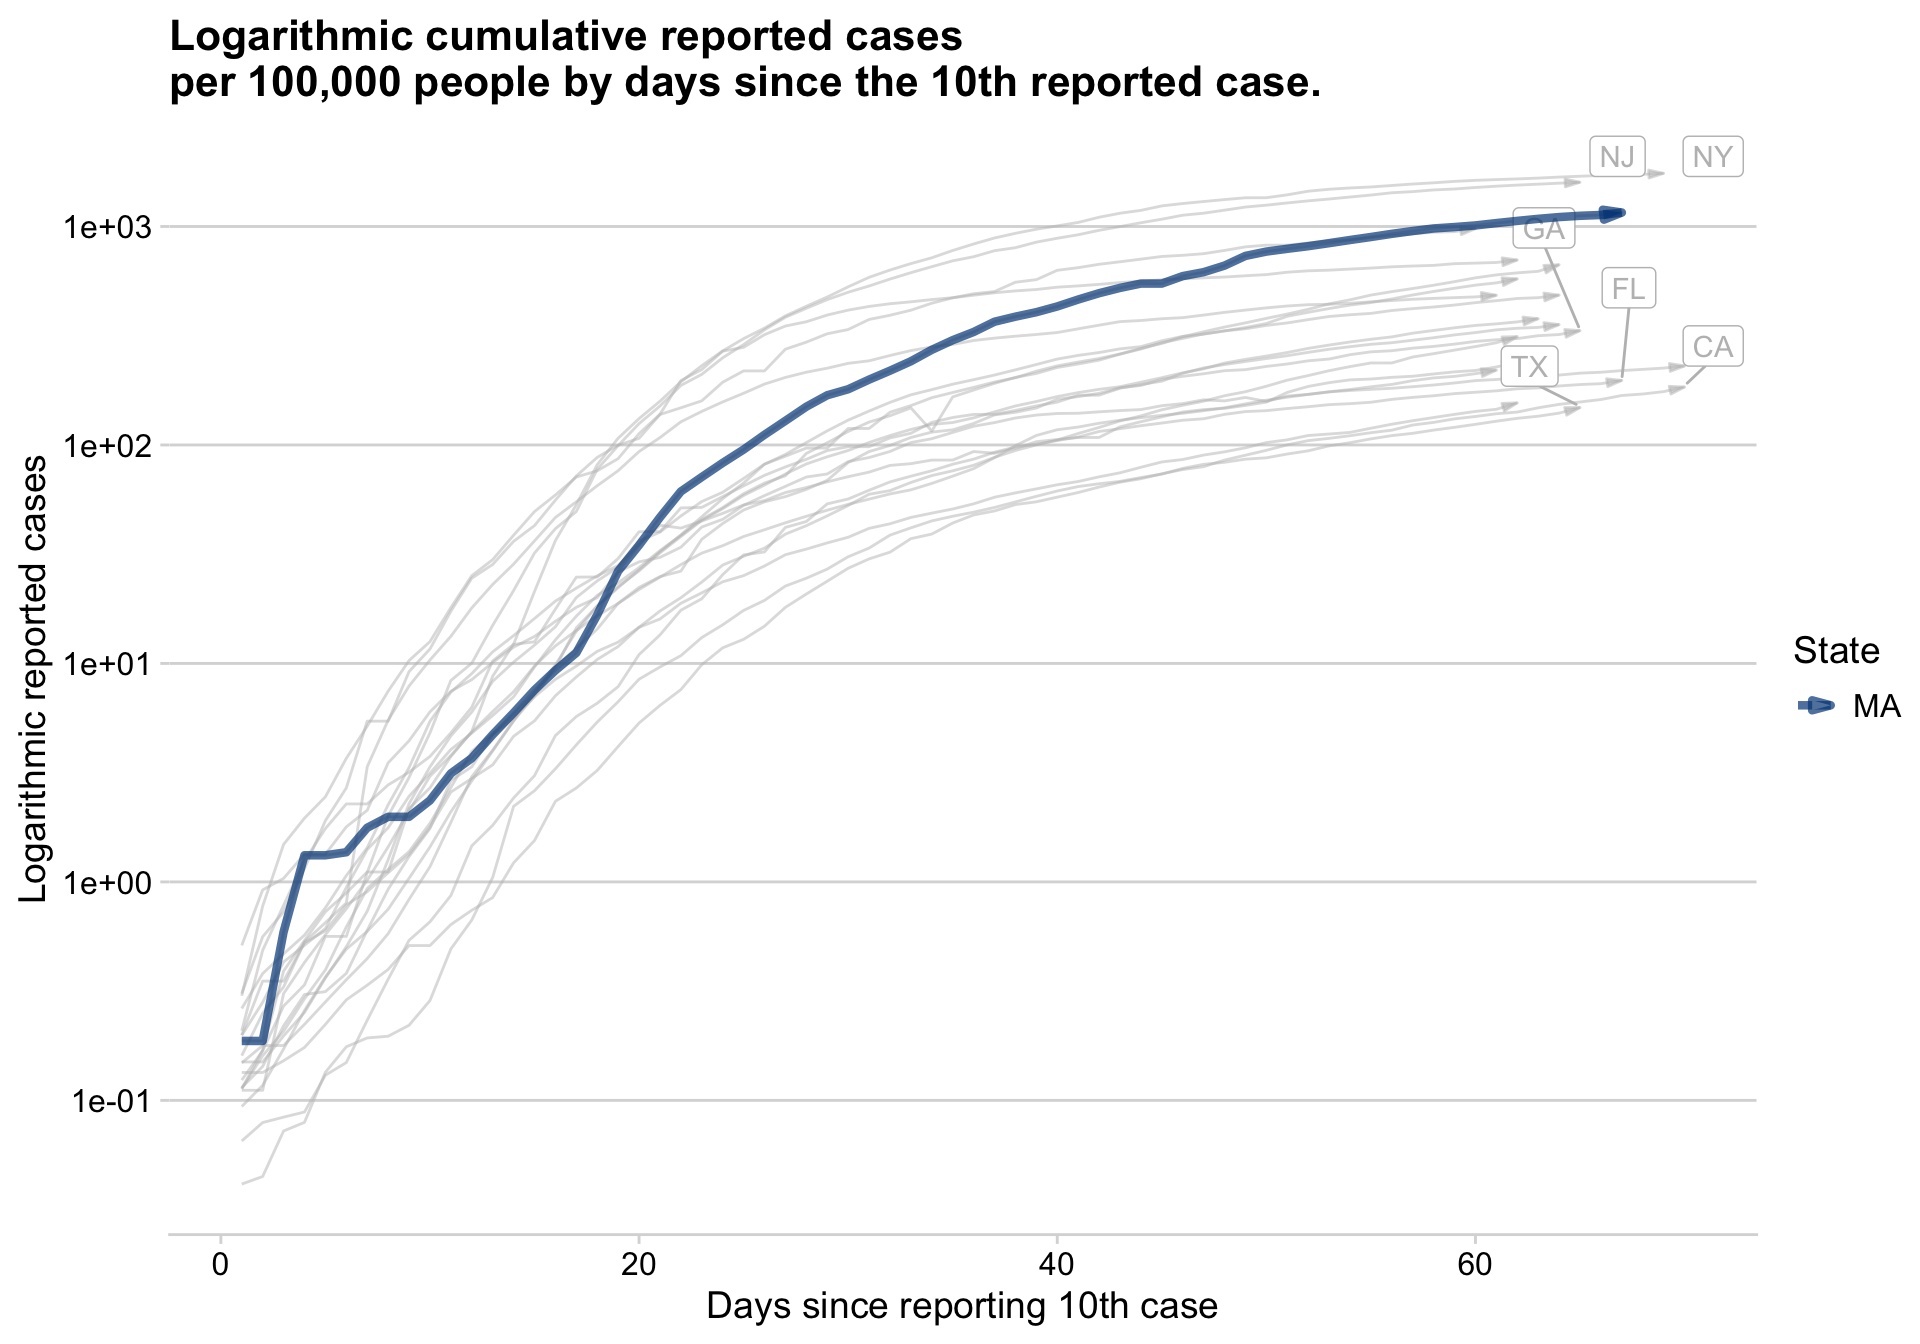 Logarithmic cumulative reported cases
per 100,000 people by days since the 10th reported case.
NJ
NY
GA
FL
CA
TX
1e+03
1e+02
1e+01
1e+00
1e-01
Logarithmic reported cases
0
20
40
60
Days since reporting 10th case
State
MA